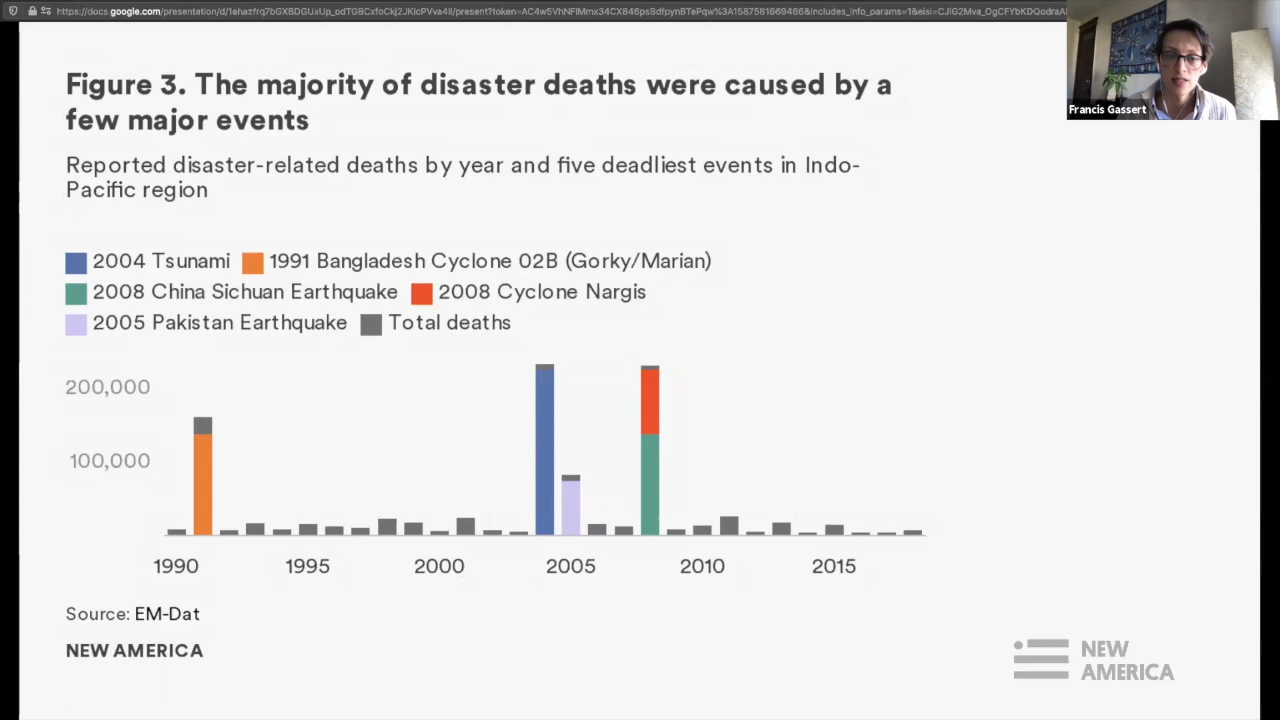 Figure 3. The majority of disaster deaths were caused by a
few major events
Reported disaster-related deaths by year and five deadliest events in Indo-
Pacific region
2004 Tsunami 1991 Bangladesh Cyclone 02B (Gorky/Marian)
2008 China Sichuan Earthquake 2008 Cyclone Nargis
2005 Pakistan Earthquake Total deaths
200,000
100,000
1990 1995 2000 2005 2010 2015
Source: EM-Dat
NEW AMERICA
NEW
AMERICA
Francis Gassert